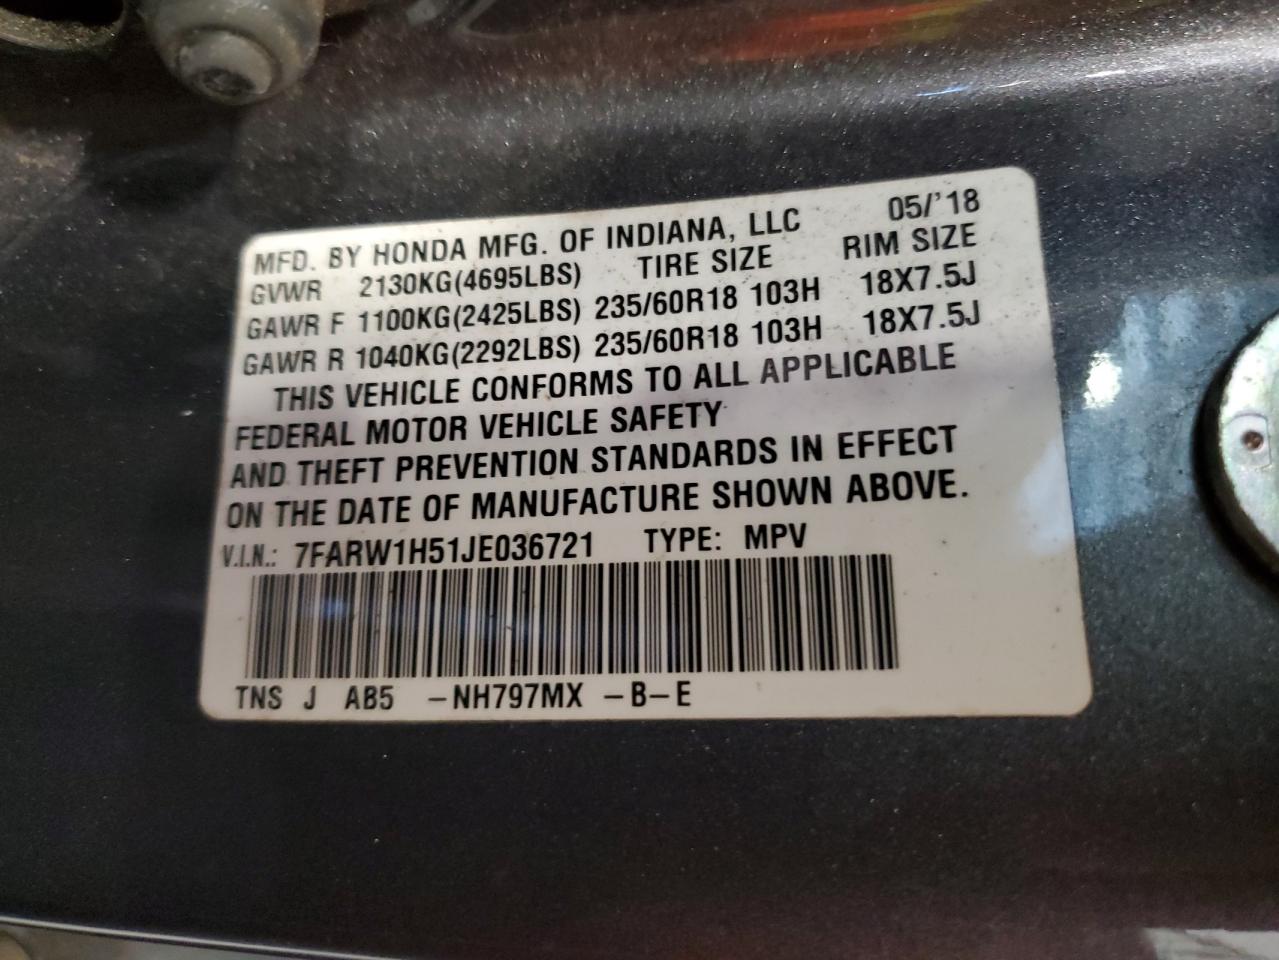 MFD. BY HONDA MFG. OF INDIANA, LLC 05/'18
GVWR 2130KG(4695LBS) TIRE SIZE RIM SIZE
GAWR F 1100KG(2425LBS) 235/60R18 103H 18X7.5J
GAWR R 1040KG(2292LBS) 235/60R18 103H 18X7.5J
THIS VEHICLE CONFORMS TO ALL APPLICABLE
FEDERAL MOTOR VEHICLE SAFETY
AND THEFT PREVENTION STANDARDS IN EFFECT
ON THE DATE OF MANUFACTURE SHOWN ABOVE.
V.I.N.: 7FARW1H51JE036721 TYPE: MPV
TNS J AB5 -NH797MX -B-E